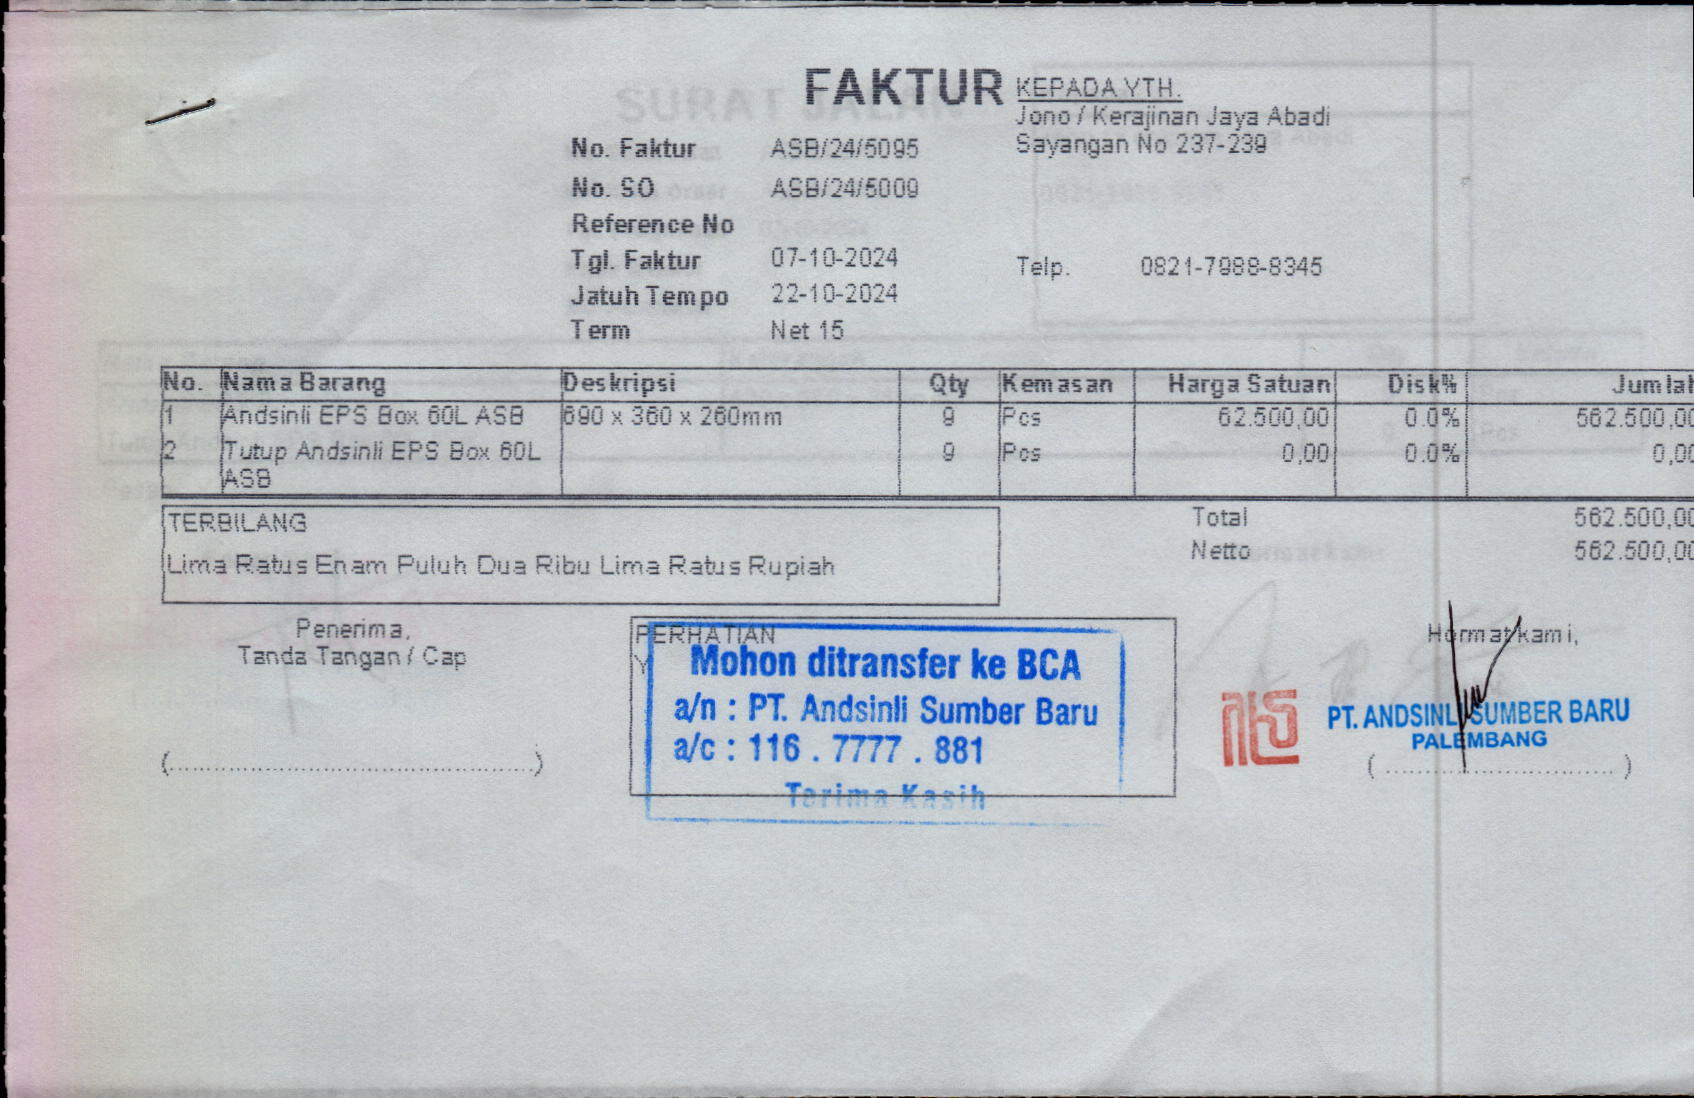 FAKTUR
KEPADA YTH.
Jono / Kerajinan Jaya Abadi
Sayangan No 237-239
Telp. 0821-7988-8345
No. Faktur ASB/24/5095
No. SO ASB/24/5009
Reference No
Tgl. Faktur 07-10-2024
Jatuh Tempo 22-10-2024
Term Net 15
No. Nama Barang Deskripsi Qty Kemasan Harga Satuan Disk% Jumlah
1 Andsinli EPS Box 60L ASB 690 x 360 x 260mm 9 Pcs 62.500,00 0.0% 562.500,00
2 Tutup Andsinli EPS Box 60L 9 Pcs 0,00 0.0% 0,00
ASB
TERBILANG
Lima Ratus Enam Puluh Dua Ribu Lima Ratus Rupiah
Total 562.500,00
Netto 562.500,00
Penerima,
Tanda Tangan / Cap
(........................................)
PERHATIAN
Mohon ditransfer ke BCA
a/n : PT. Andsinli Sumber Baru
a/c : 116 . 7777 . 881
Terima Kasih
Hormat kami,
PT. ANDSINLI SUMBER BARU
PALEMBANG
(................................)
SURAT JALAN